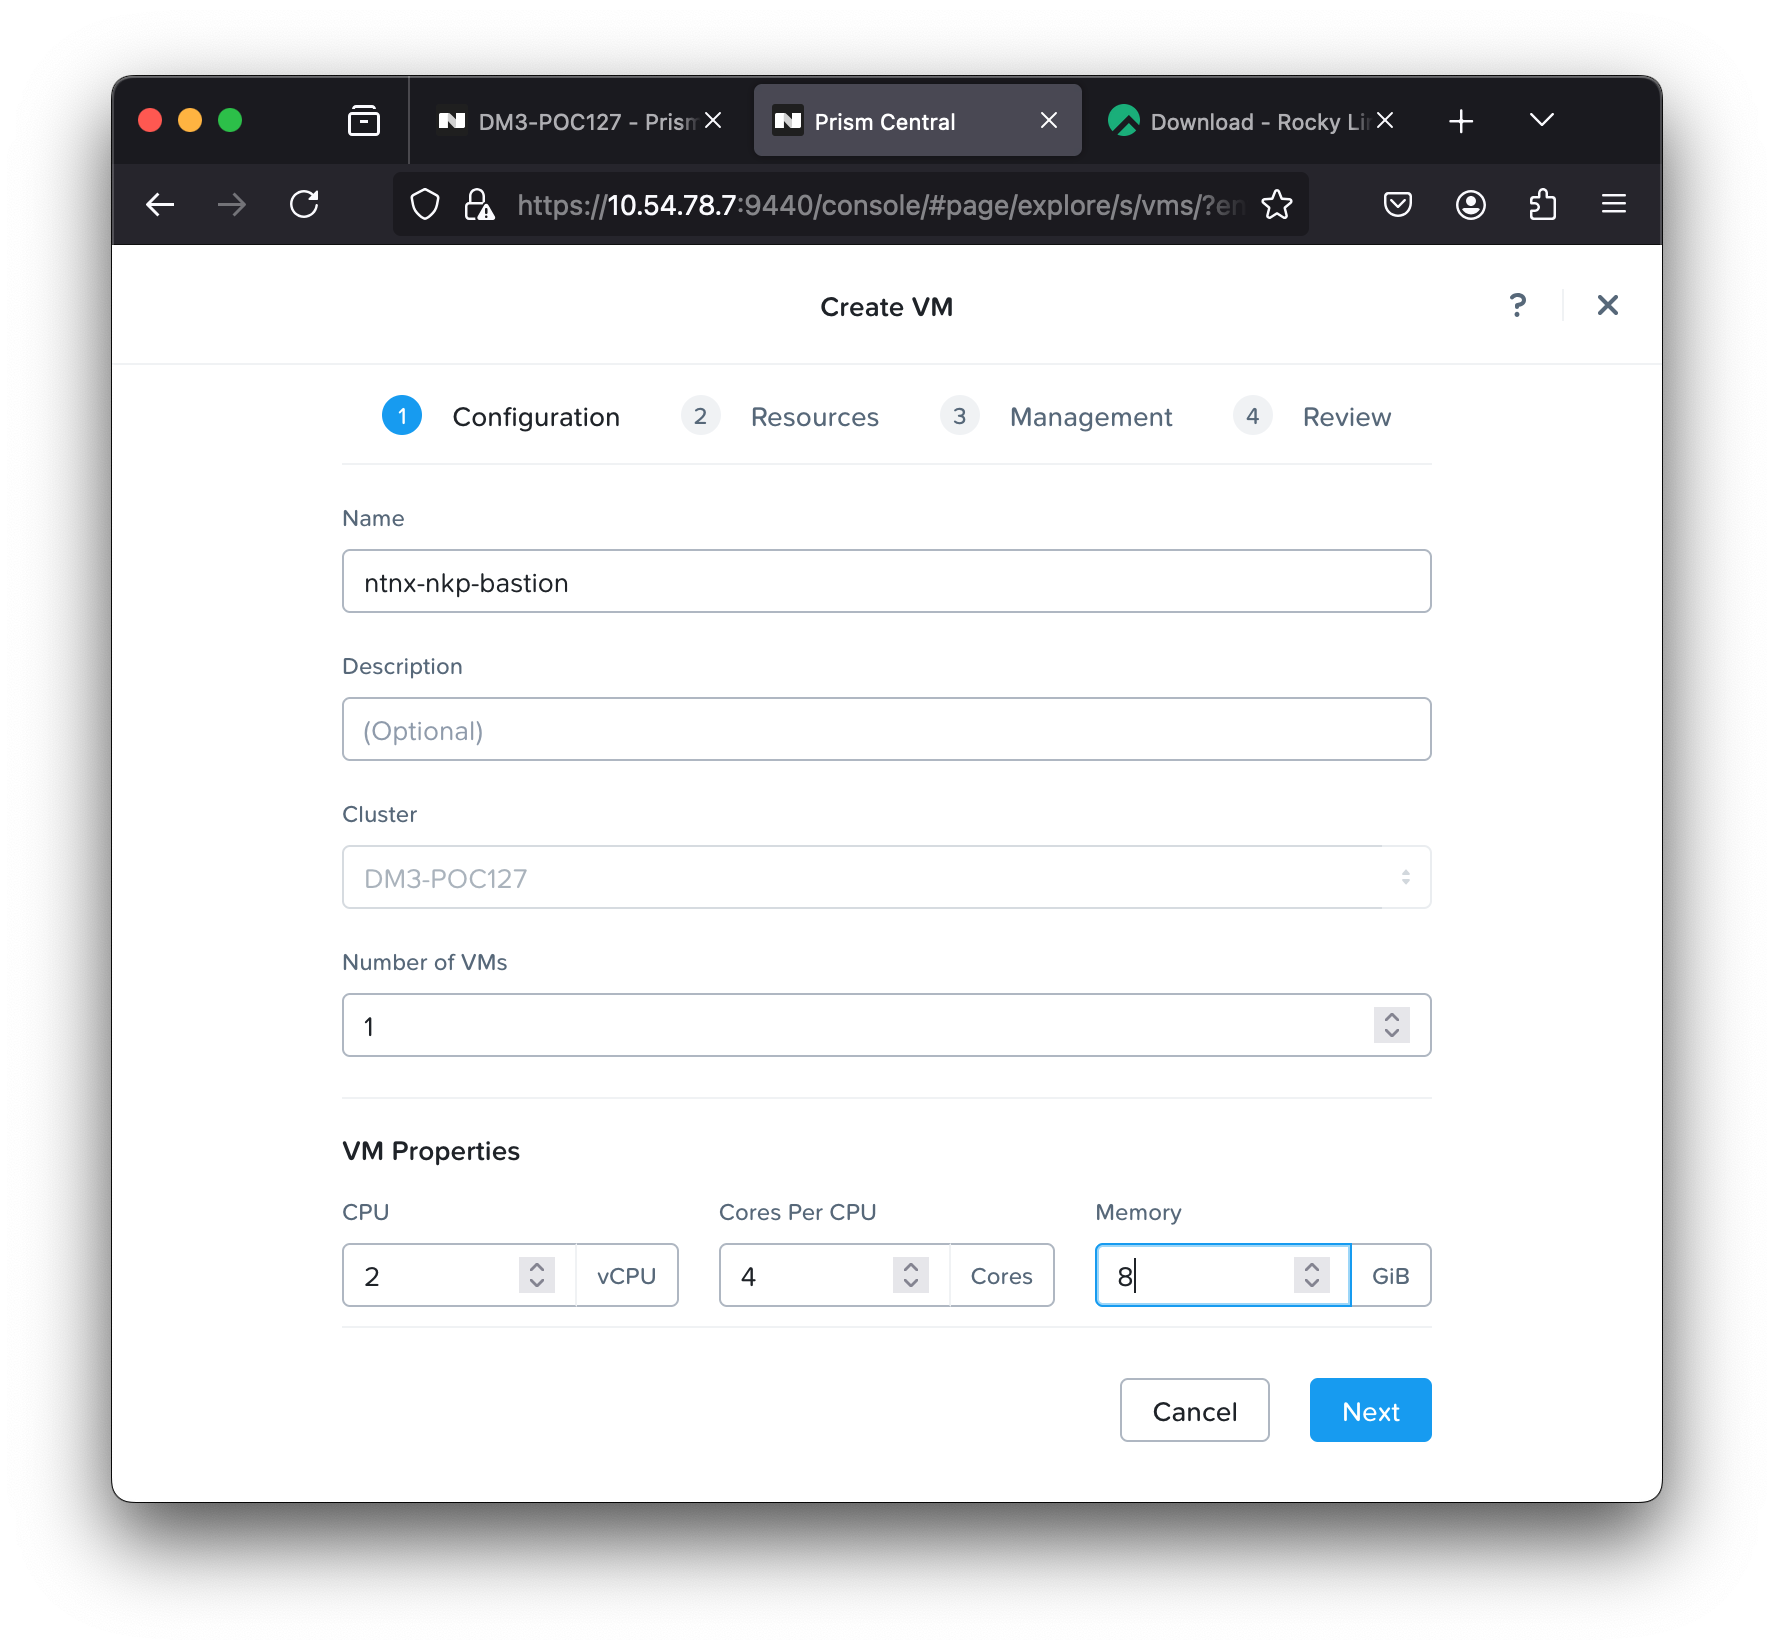 DM3-POC127 - Prism
Prism Central
Download - Rocky Li
https://10.54.78.7:9440/console/#page/explore/s/vms/?en
Create VM
?
1 Configuration 2 Resources 3 Management 4 Review
Name
ntnx-nkp-bastion
Description
(Optional)
Cluster
DM3-POC127
Number of VMs
1
VM Properties
CPU Cores Per CPU Memory
2 vCPU 4 Cores 8 GiB
Cancel Next